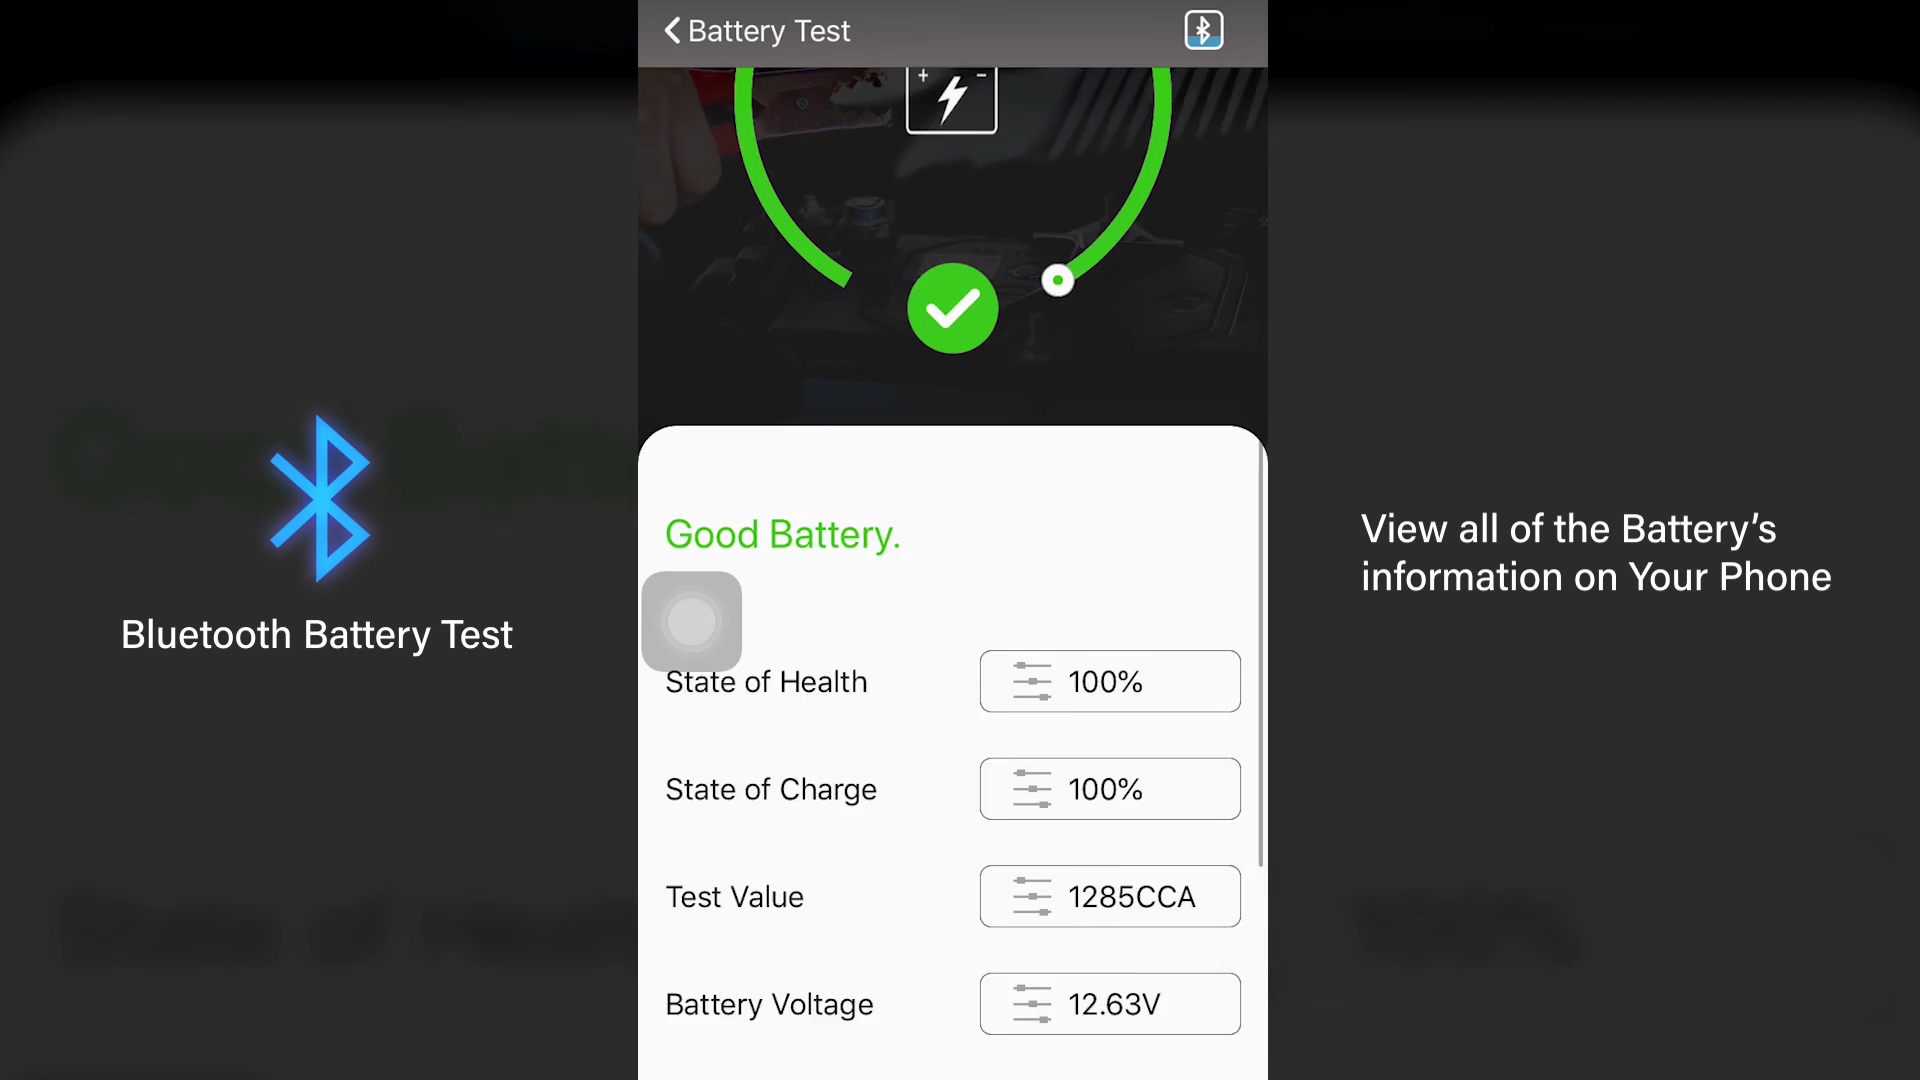 Battery Test
+ -
Good Battery.
State of Health 100%
State of Charge 100%
Test Value 1285CCA
Battery Voltage 12.63V
Bluetooth Battery Test
View all of the Battery’s
information on Your Phone